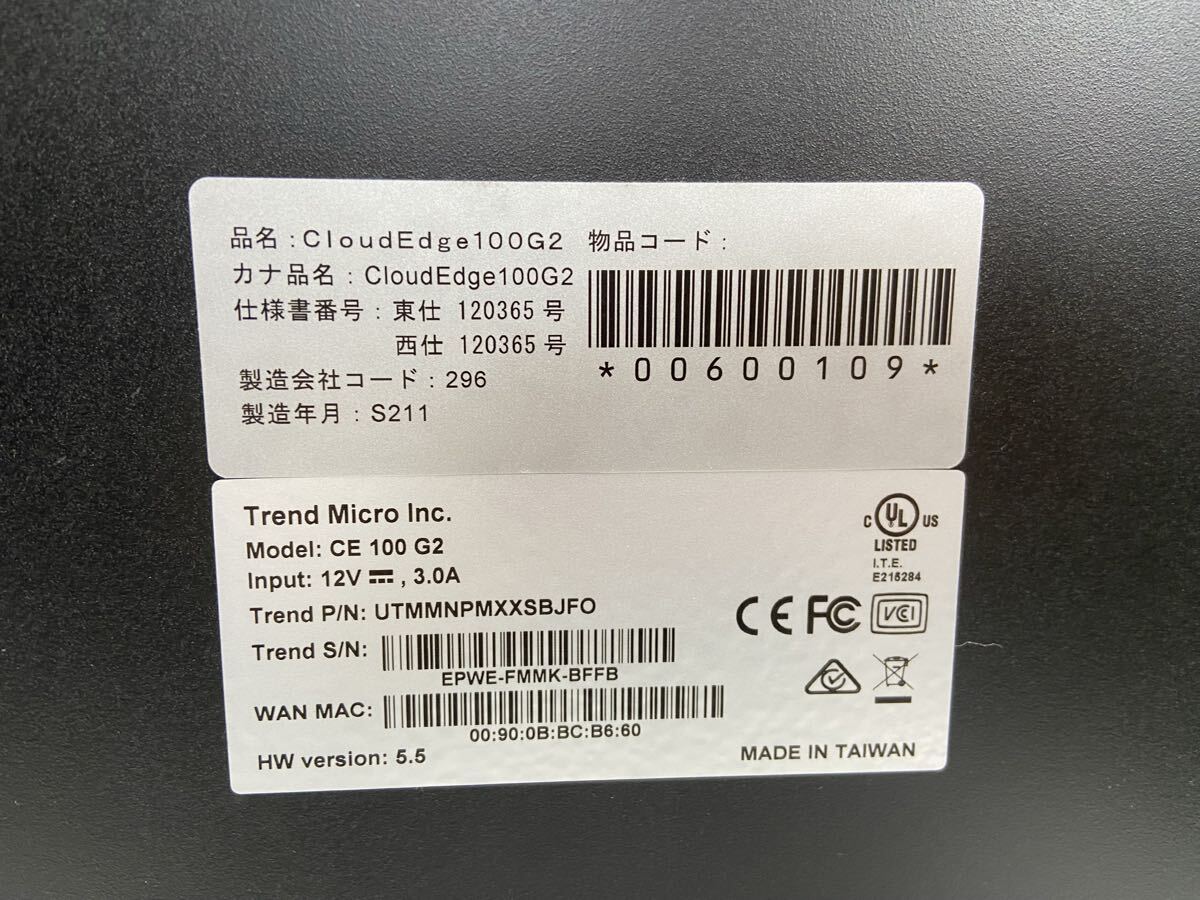 品名：CloudEdge100G2 物品コード：
カナ品名：CloudEdge100G2
仕様書番号：東仕 120365 号
西仕 120365 号
*00600109*
製造会社コード：296
製造年月：S211
Trend Micro Inc.
Model: CE 100 G2
Input: 12V ⎓ , 3.0A
Trend P/N: UTMMNPMXXSBJFO
Trend S/N:
EPWE-FMMK-BFFB
WAN MAC:
00:90:0B:BC:B6:60
HW version: 5.5
C UL US
LISTED
I.T.E.
E215284
CE FC VCI
MADE IN TAIWAN